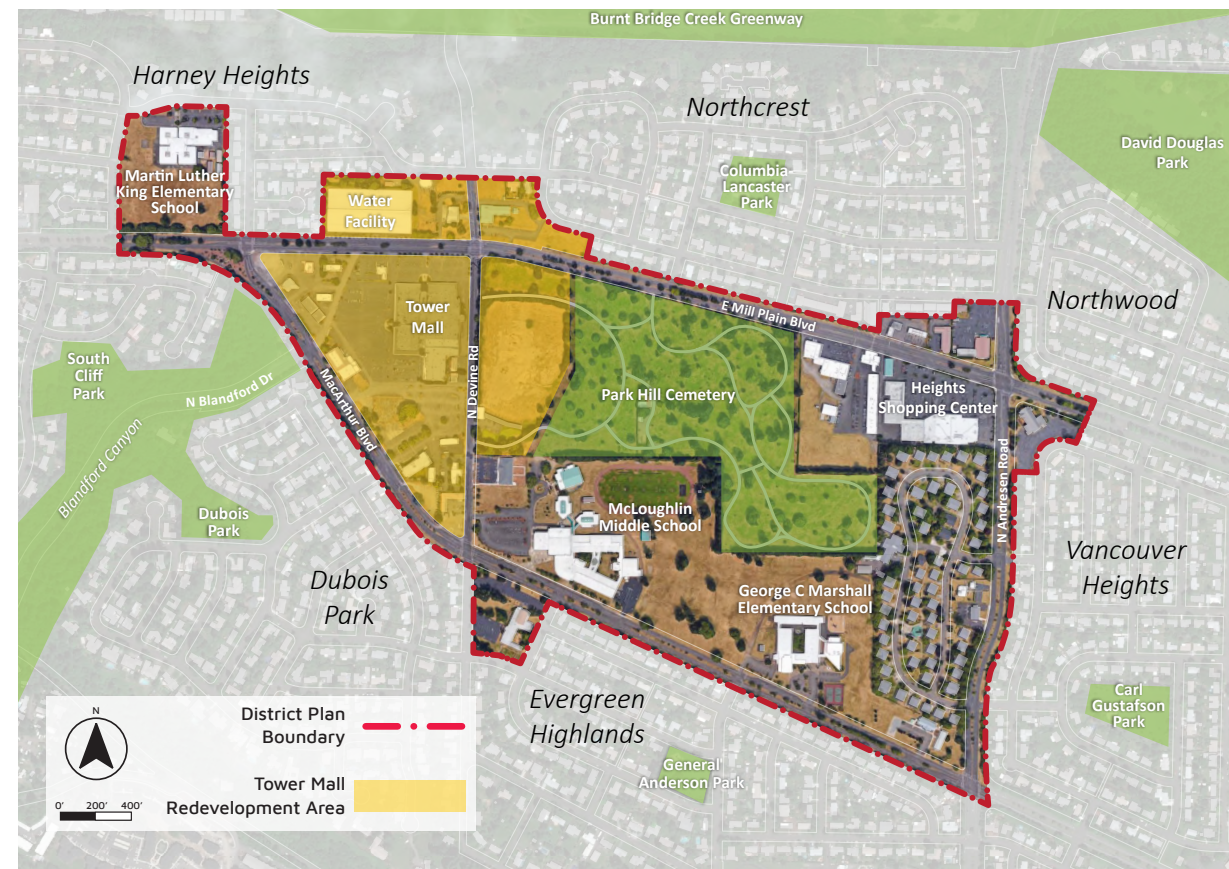 Burnt Bridge Creek Greenway
Harney Heights
Northcrest
David Douglas
Park
Martin Luther
King Elementary
School
Columbia-
Lancaster
Park
Water
Facility
Northwood
E Mill Plain Blvd
Tower
Mall
South
Cliff
Park
N Blandford Dr
MacArthur Blvd
N Devine Rd
Park Hill Cemetery
Heights
Shopping Center
Blandford Canyon
N Andresen Road
Dubois
Park
McLoughlin
Middle School
Vancouver
Heights
Dubois
Park
George C Marshall
Elementary School
Evergreen
Highlands
Carl
Gustafson
Park
General
Anderson Park
N
0' 200' 400'
District Plan
Boundary
Tower Mall
Redevelopment Area